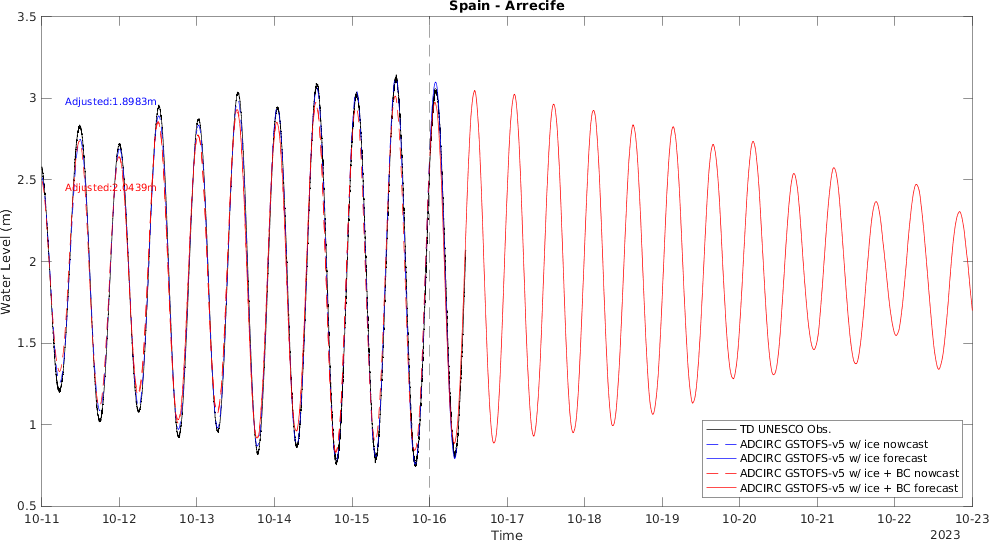 Spain - Arrecife
3.5
3
2.5
2
1.5
1
0.5
Water Level (m)
Adjusted:1.8983m
Adjusted:2.0439m
TD UNESCO Obs.
ADCIRC GSTOFS-v5 w/ ice nowcast
ADCIRC GSTOFS-v5 w/ ice forecast
ADCIRC GSTOFS-v5 w/ ice + BC nowcast
ADCIRC GSTOFS-v5 w/ ice + BC forecast
10-11 10-12 10-13 10-14 10-15 10-16 10-17 10-18 10-19 10-20 10-21 10-22 10-23
Time
2023